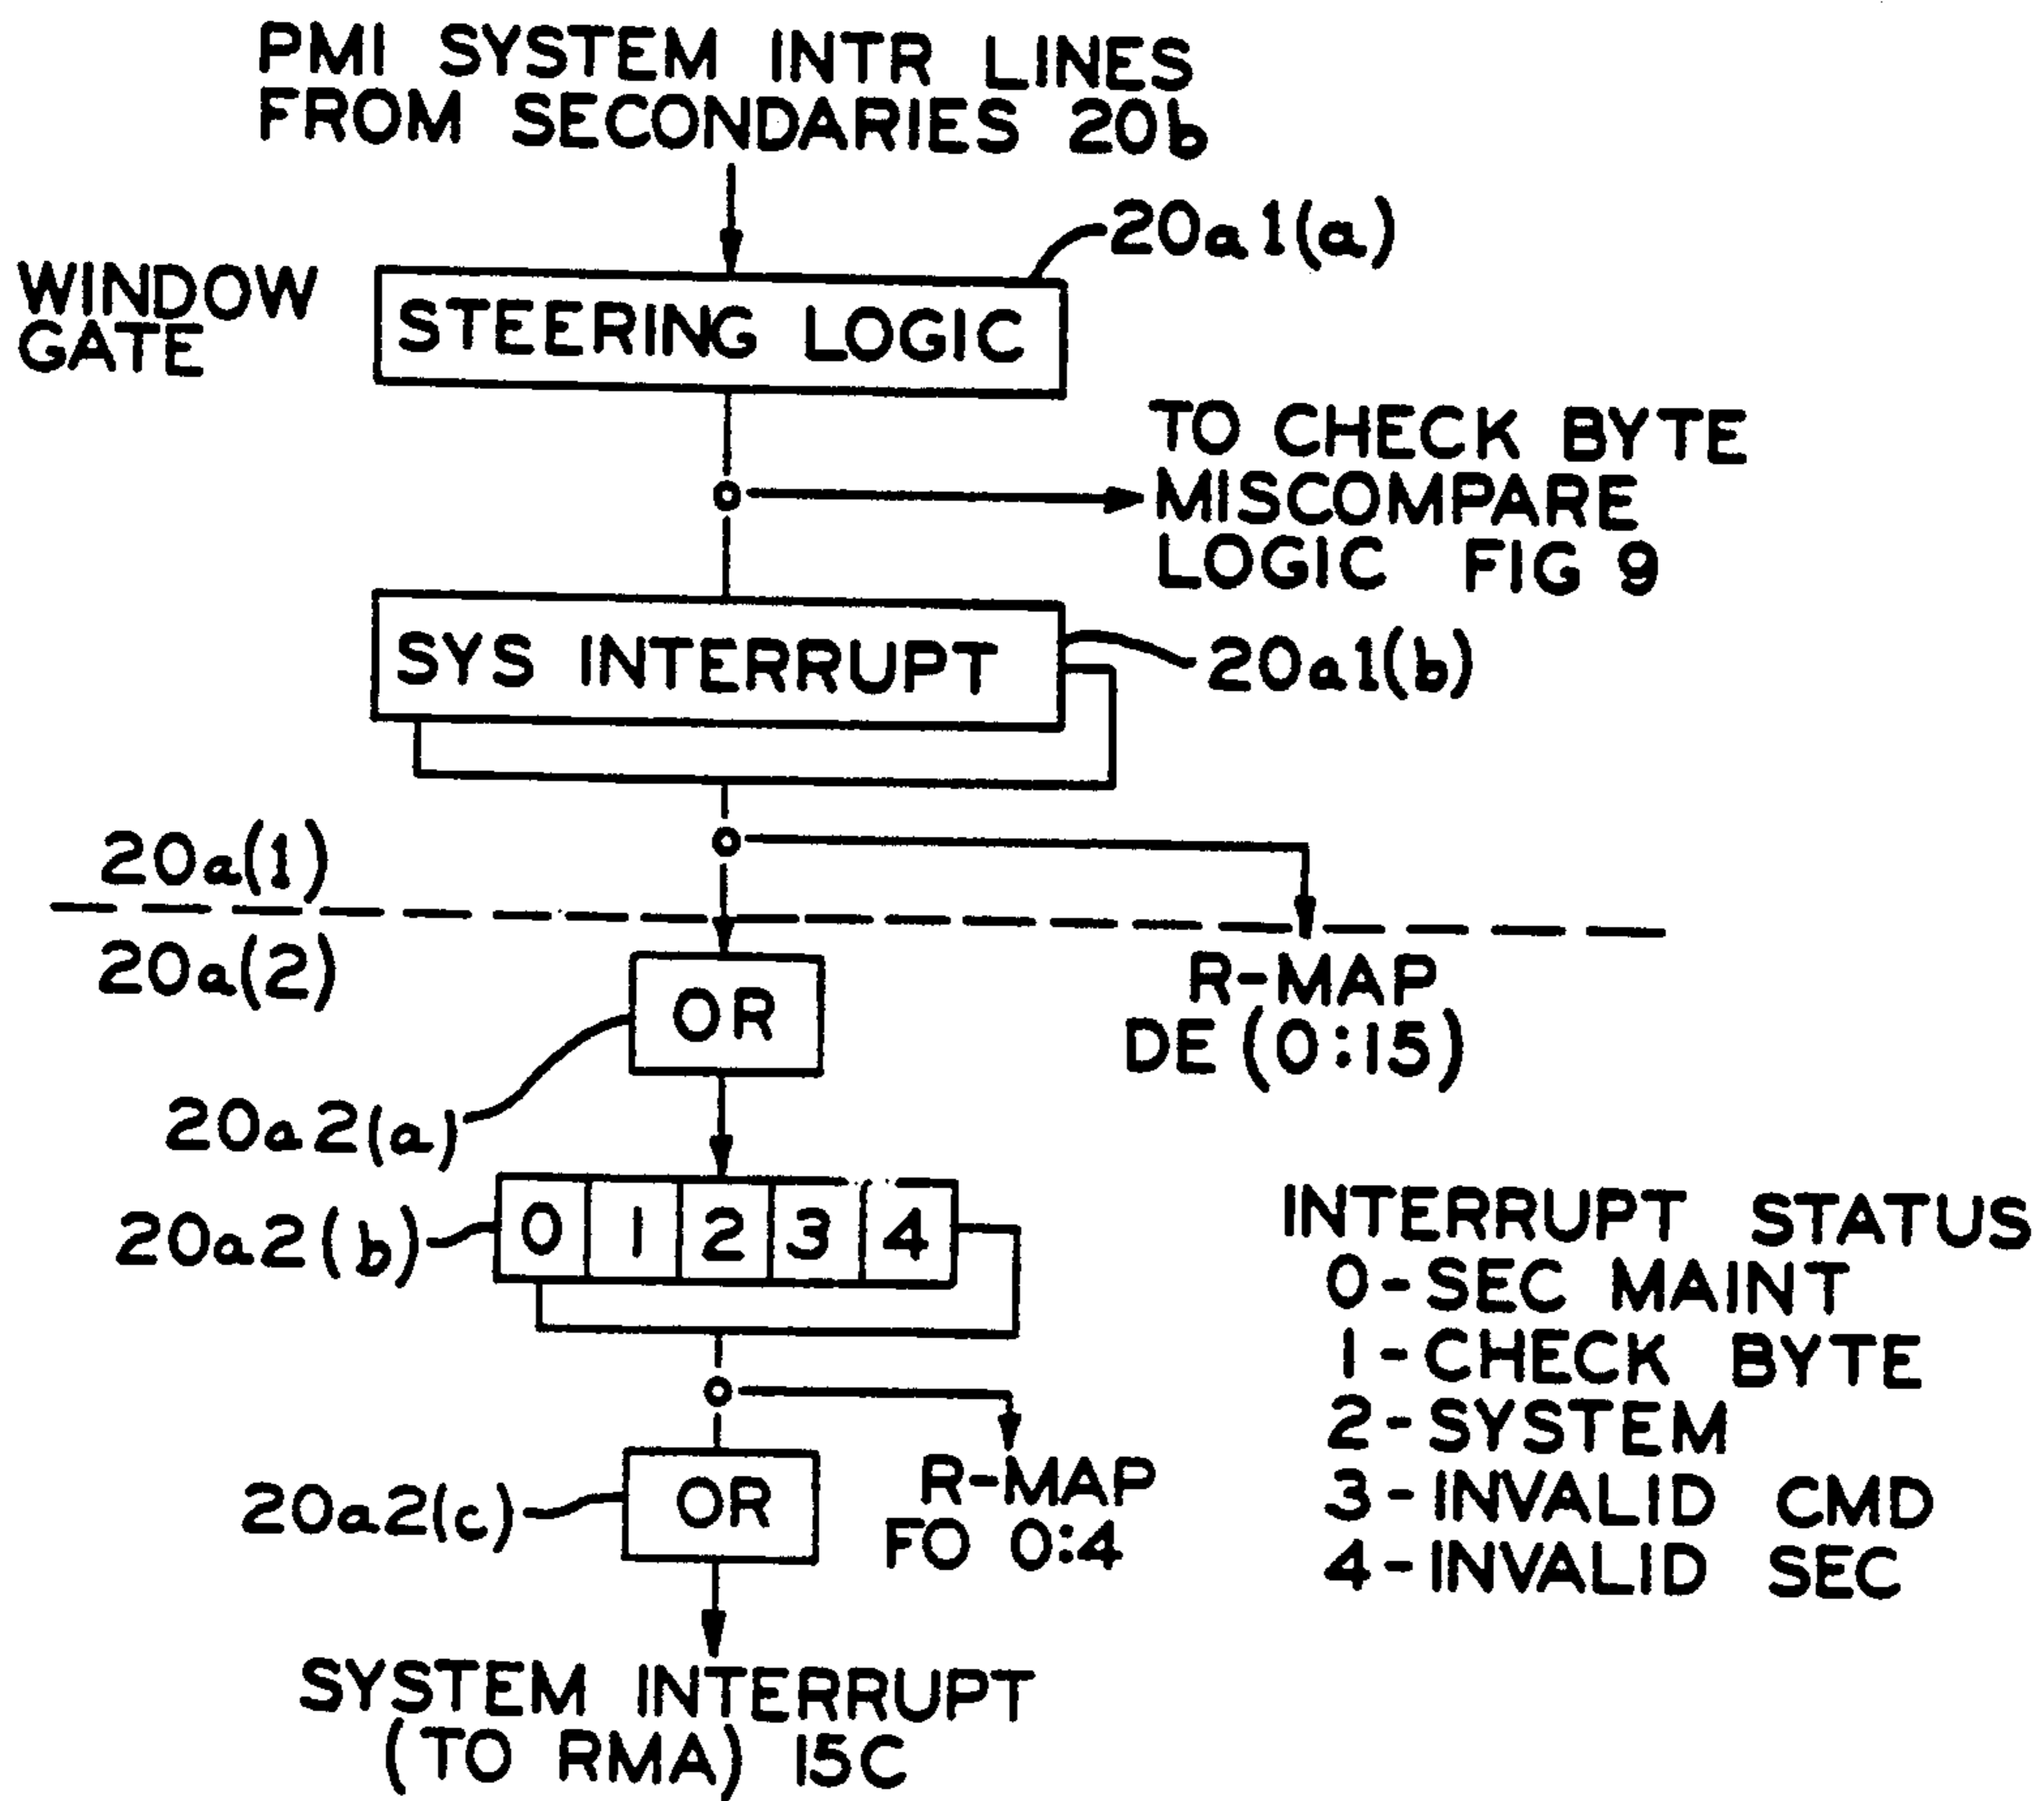 PMI SYSTEM INTR LINES
FROM SECONDARIES 20b
20a1(a)
WINDOW
GATE
STEERING LOGIC
TO CHECK BYTE
MISCOMPARE
LOGIC FIG 9
SYS INTERRUPT
20a1(b)
20a(1)
20a(2)
OR
R-MAP
DE (0:15)
20a2(a)
20a2(b)
0 1 2 3 4
INTERRUPT STATUS
0-SEC MAINT
1-CHECK BYTE
2-SYSTEM
3-INVALID CMD
4-INVALID SEC
20a2(c)
OR
R-MAP
FO 0:4
SYSTEM INTERRUPT
(TO RMA) 15C